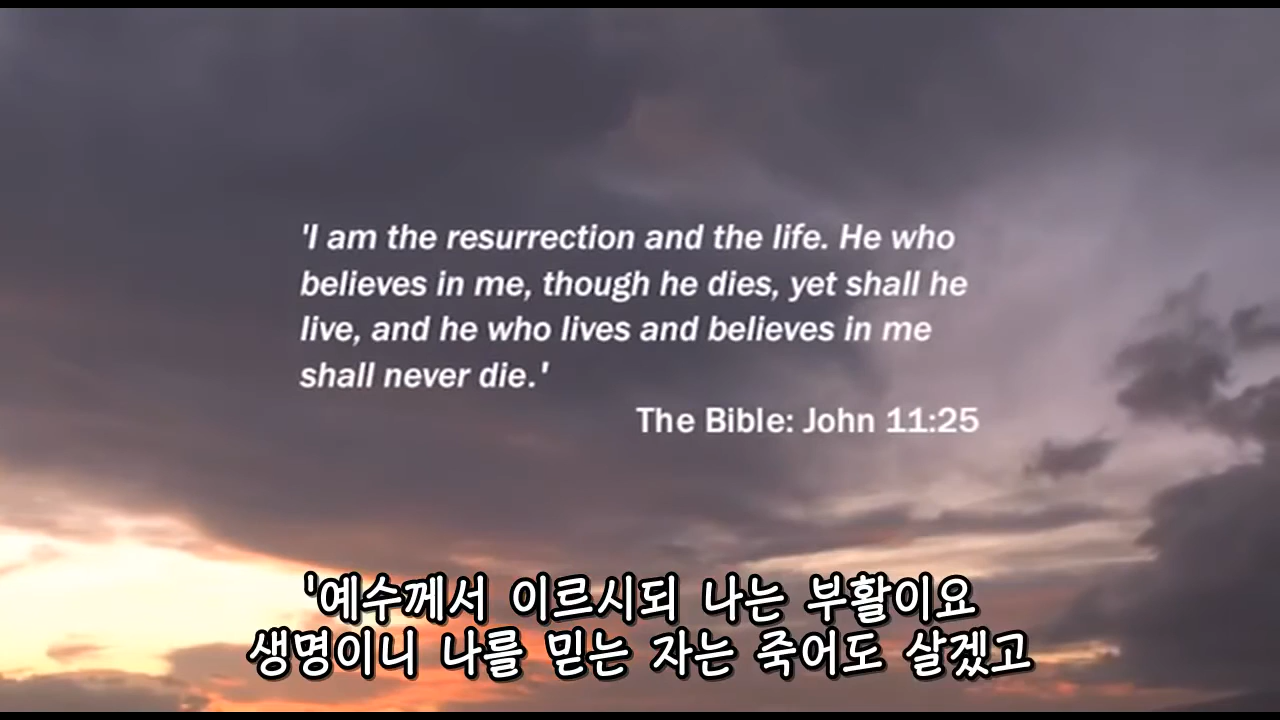 'I am the resurrection and the life. He who
believes in me, though he dies, yet shall he
live, and he who lives and believes in me
shall never die.'
The Bible: John 11:25
'예수께서 이르시되 나는 부활이요
생명이니 나를 믿는 자는 죽어도 살겠고